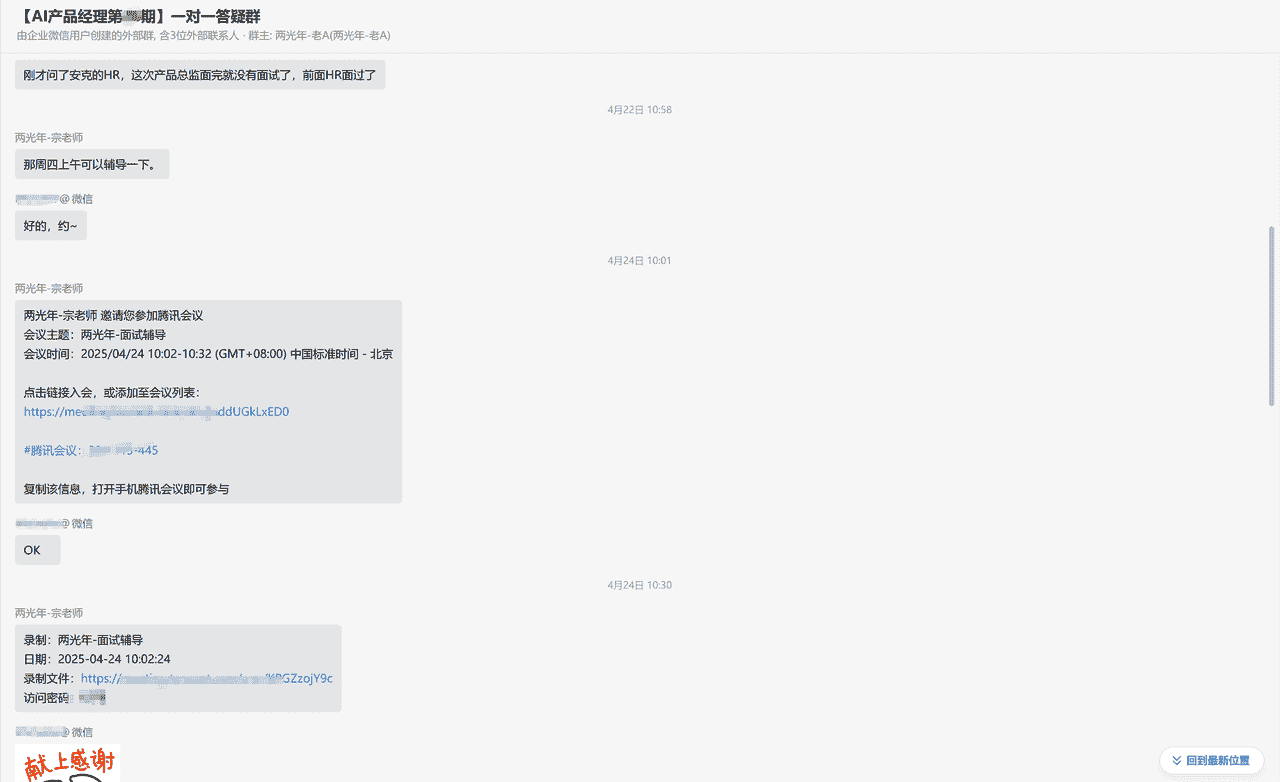 【AI产品经理第 期】一对一答疑群
由企业微信用户创建的外部群, 含3位外部联系人 · 群主: 两光年-老A(两光年-老A)
刚才问了安克的HR，这次产品总监面完就没有面试了，前面HR面过了
4月22日 10:58
两光年-宗老师
那周四上午可以辅导一下。
@ 微信
好的，约~
4月24日 10:01
两光年-宗老师
两光年-宗老师 邀请您参加腾讯会议
会议主题：两光年-面试辅导
会议时间：2025/04/24 10:02-10:32 (GMT+08:00) 中国标准时间 - 北京
点击链接入会，或添加至会议列表：
https://me ddUGkLxED0
#腾讯会议： -445
复制该信息，打开手机腾讯会议即可参与
@ 微信
OK
4月24日 10:30
两光年-宗老师
录制：两光年-面试辅导
日期：2025-04-24 10:02:24
录制文件：https:// GZzojY9c
访问密码
@ 微信
献上感谢
回到最新位置